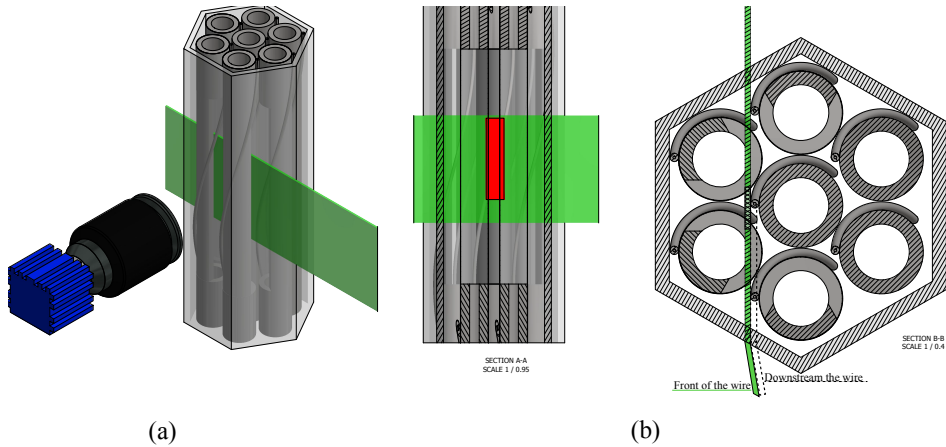 SECTION A-A
SCALE 1 / 0.95
SECTION B-B
SCALE 1 / 0.4
Front of the wire
Downstream the wire
(a)
(b)